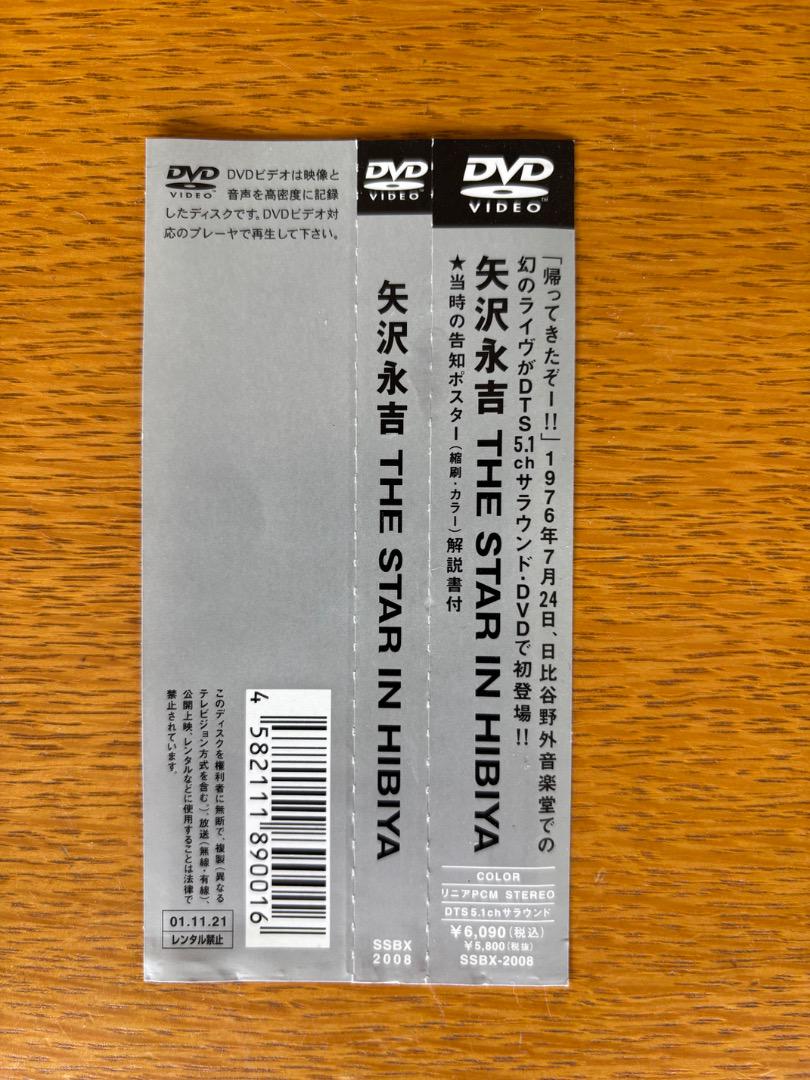 DVD
VIDEO
DVDビデオは映像と
音声を高密度に記録
したディスクです。DVDビデオ対
応のプレーヤで再生して下さい。
このディスクを権利者に無断で、複製(異なる
テレビジョン方式を含む)、放送(無線・有線)、
公開上映、レンタルなどに使用することは法律で
禁止されています。
4 582111 890016
01.11.21
レンタル禁止
DVD
VIDEO
矢沢永吉 THE STAR IN HIBIYA
SSBX
2008
DVD
VIDEO™
「帰ってきたぞー!!」1976年7月24日、日比谷野外音楽堂での
幻のライヴがDTS5.1chサラウンド・DVDで初登場!!
矢沢永吉 THE STAR IN HIBIYA
★当時の告知ポスター(縮刷・カラー)解説書付
COLOR
リニアPCM STEREO
DTS5.1chサラウンド
¥6,090(税込)
¥5,800(税抜)
SSBX-2008